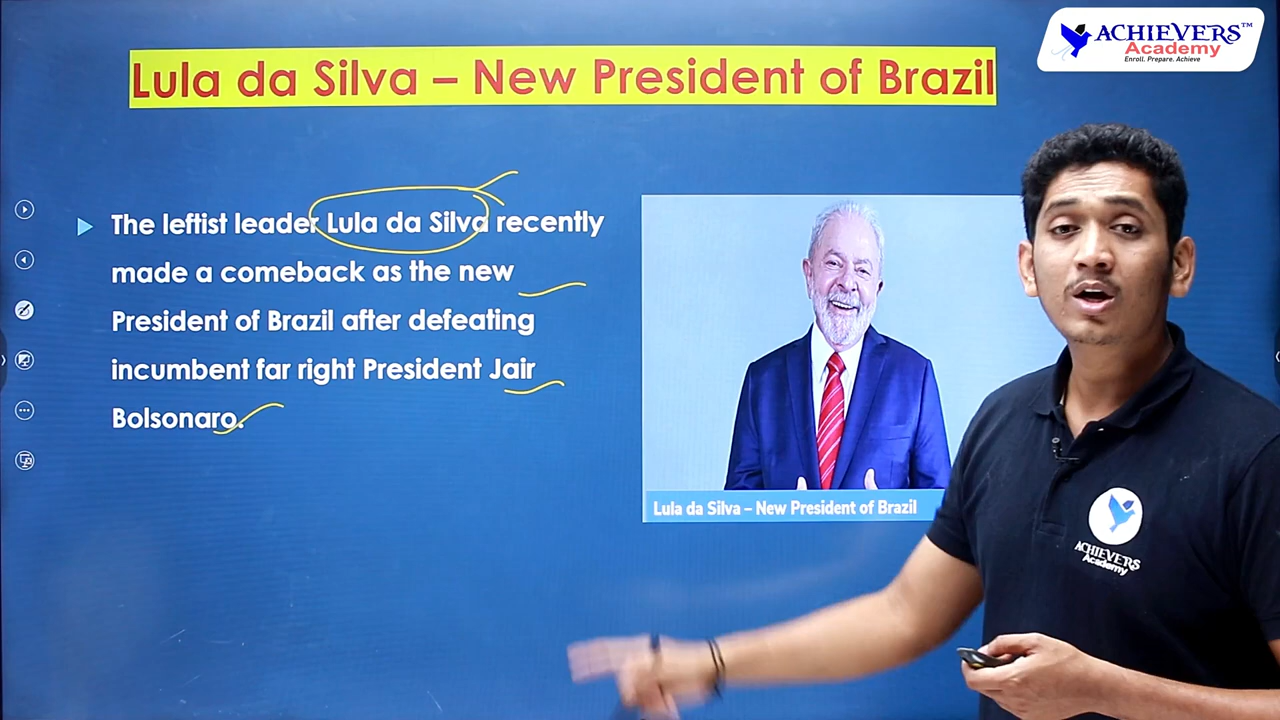 ACHIEVERS™
Academy
Enroll. Prepare. Achieve
Lula da Silva – New President of Brazil
The leftist leader Lula da Silva recently
made a comeback as the new
President of Brazil after defeating
incumbent far right President Jair
Bolsonaro.
Lula da Silva – New President of Brazil
ACHIEVERS
Academy